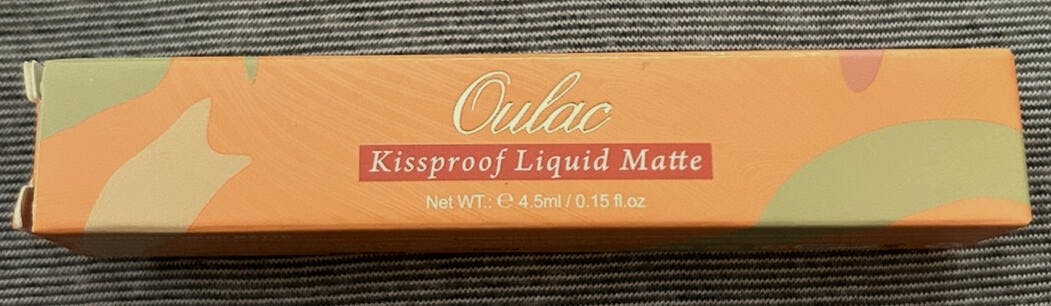 Oulac
Kissproof Liquid Matte
Net WT.: ℮ 4.5ml / 0.15 fl.oz